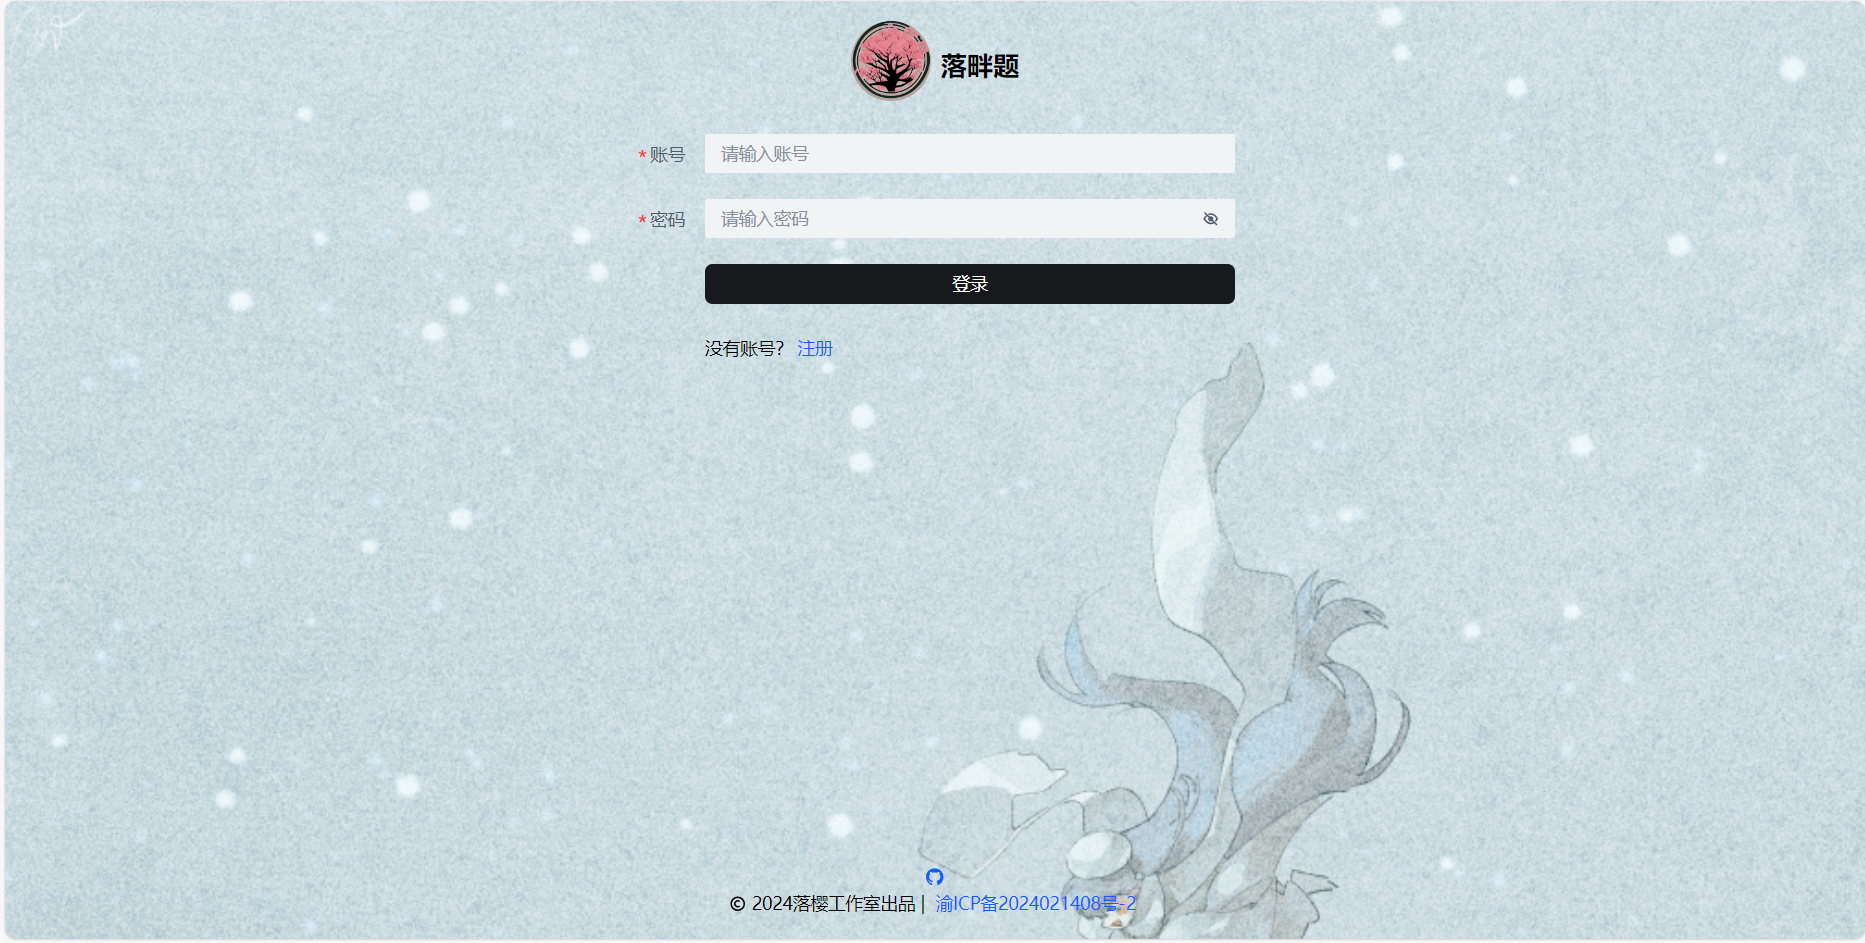 落畔题
*账号 请输入账号
*密码 请输入密码
登录
没有账号? 注册
© 2024落樱工作室出品 | 渝ICP备2024021408号-2